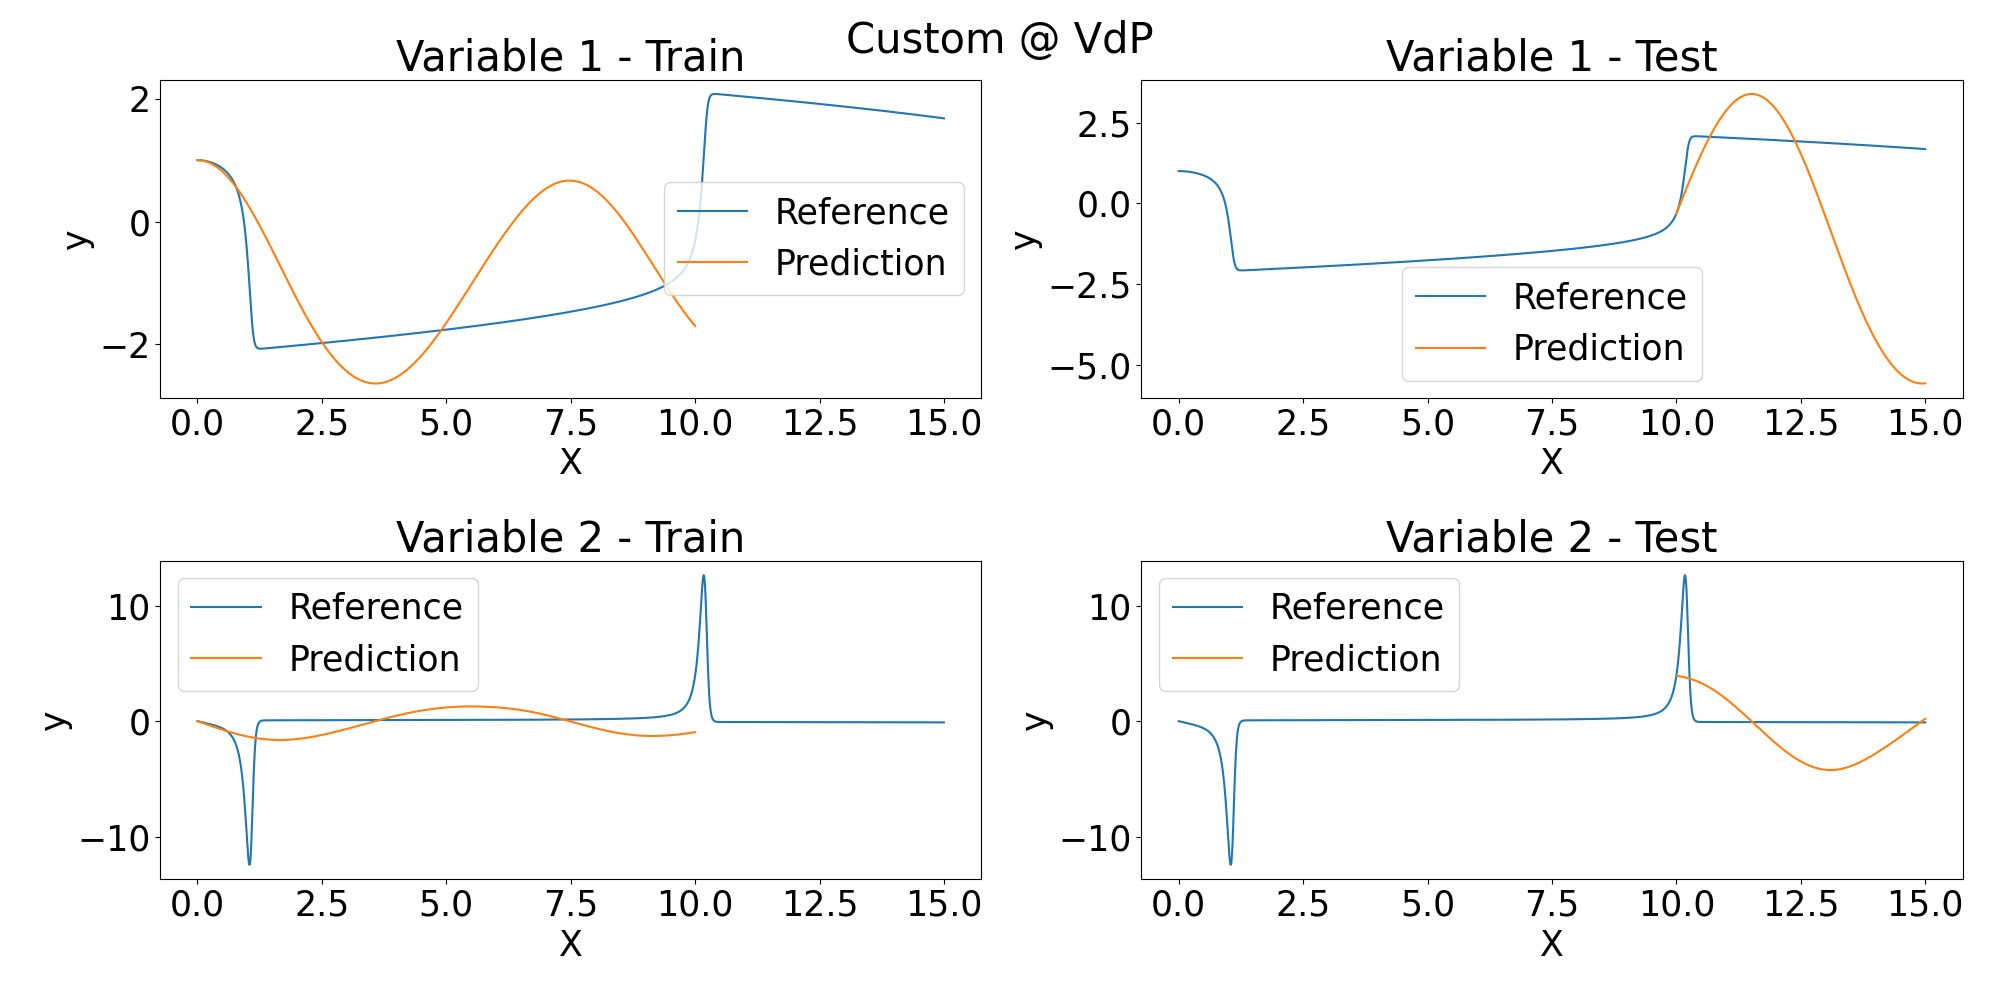 Custom @ VdP
Variable 1 - Train
2
0
−2
y
Reference
Prediction
0.0 2.5 5.0 7.5 10.0 12.5 15.0
X
Variable 1 - Test
2.5
0.0
−2.5
−5.0
y
Reference
Prediction
0.0 2.5 5.0 7.5 10.0 12.5 15.0
X
Variable 2 - Train
10
0
−10
y
Reference
Prediction
0.0 2.5 5.0 7.5 10.0 12.5 15.0
X
Variable 2 - Test
10
0
−10
y
Reference
Prediction
0.0 2.5 5.0 7.5 10.0 12.5 15.0
X